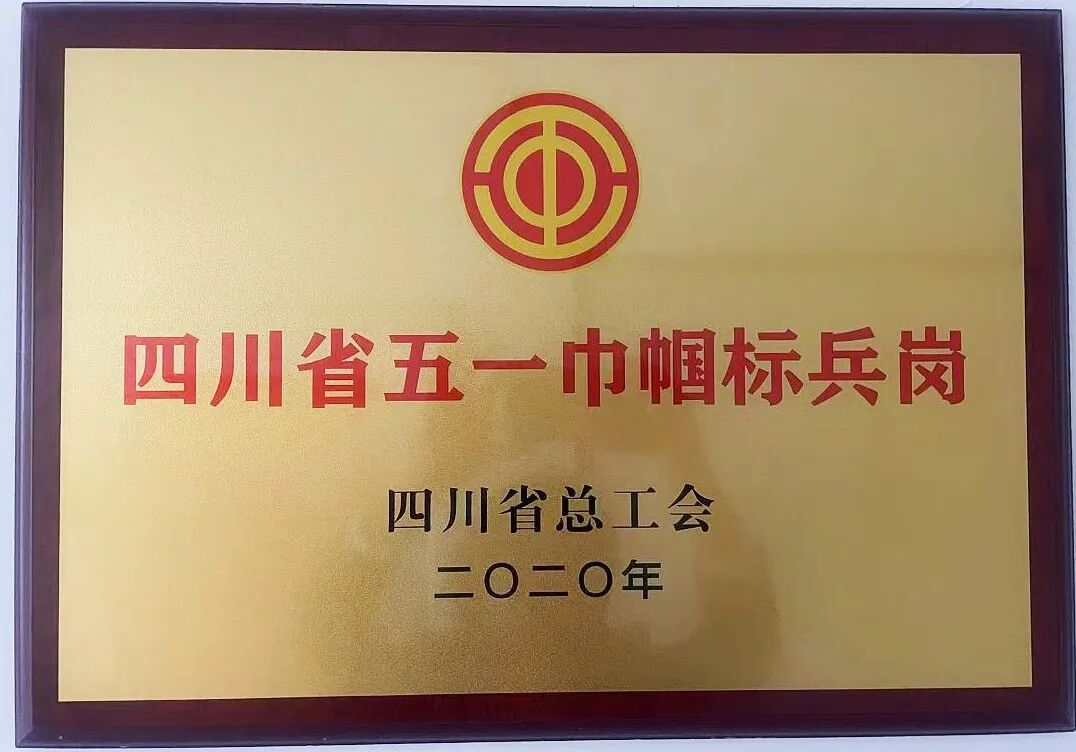 四川省五一巾帼标兵岗
四川省总工会
二〇二〇年